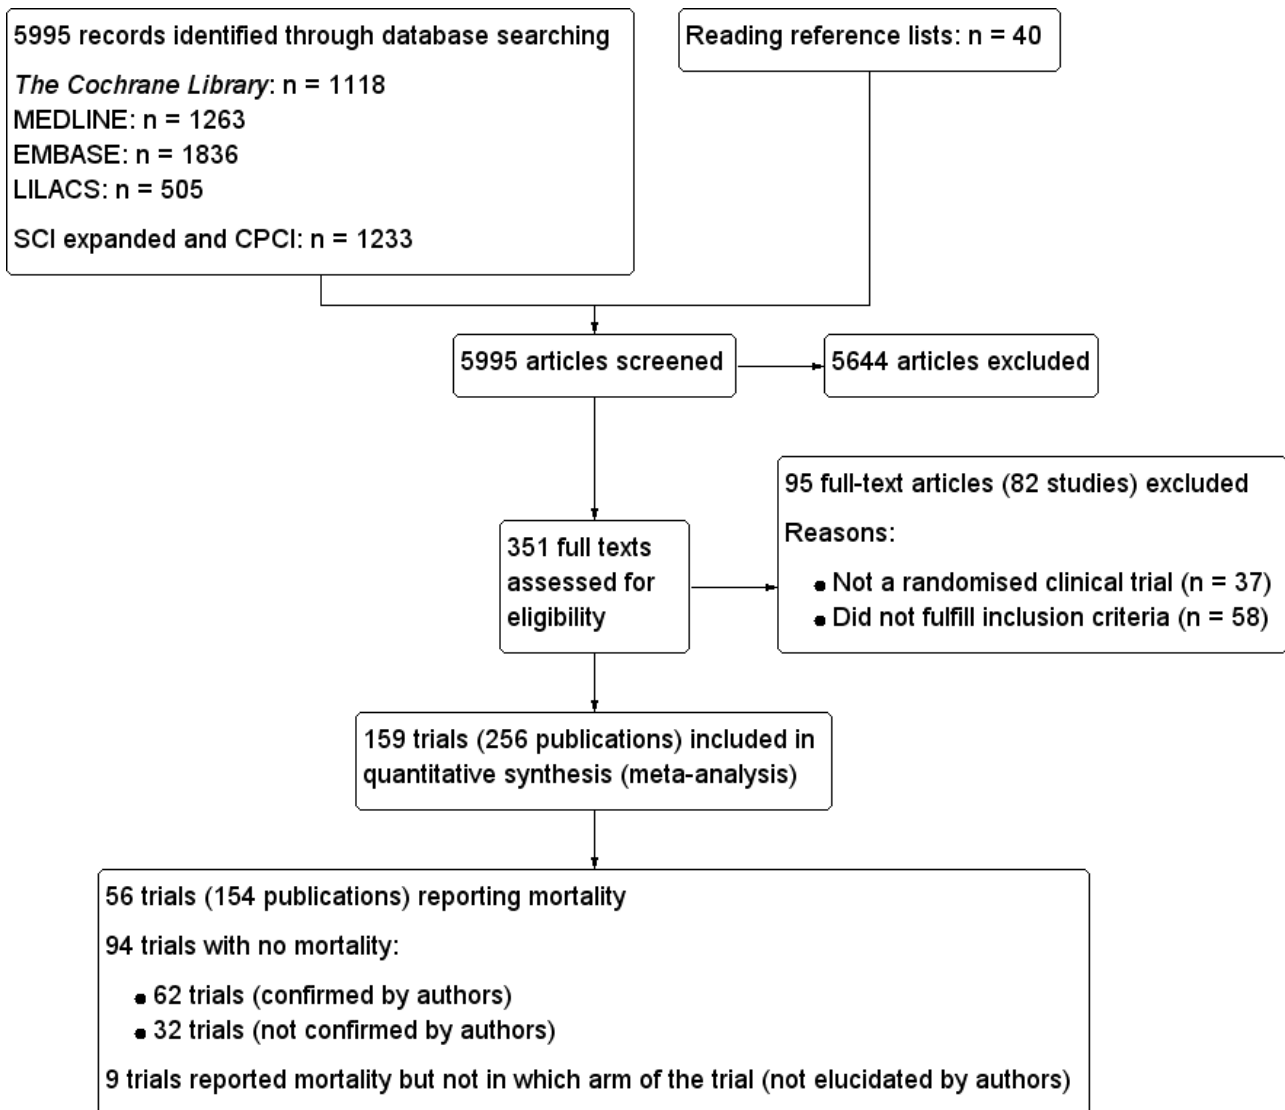 5995 records identified through database searching
The Cochrane Library: n = 1118
MEDLINE: n = 1263
EMBASE: n = 1836
LILACS: n = 505
SCI expanded and CPCI: n = 1233
Reading reference lists: n = 40
5995 articles screened
5644 articles excluded
351 full texts
assessed for
eligibility
95 full-text articles (82 studies) excluded
Reasons:
● Not a randomised clinical trial (n = 37)
● Did not fulfill inclusion criteria (n = 58)
159 trials (256 publications) included in
quantitative synthesis (meta-analysis)
56 trials (154 publications) reporting mortality
94 trials with no mortality:
● 62 trials (confirmed by authors)
● 32 trials (not confirmed by authors)
9 trials reported mortality but not in which arm of the trial (not elucidated by authors)